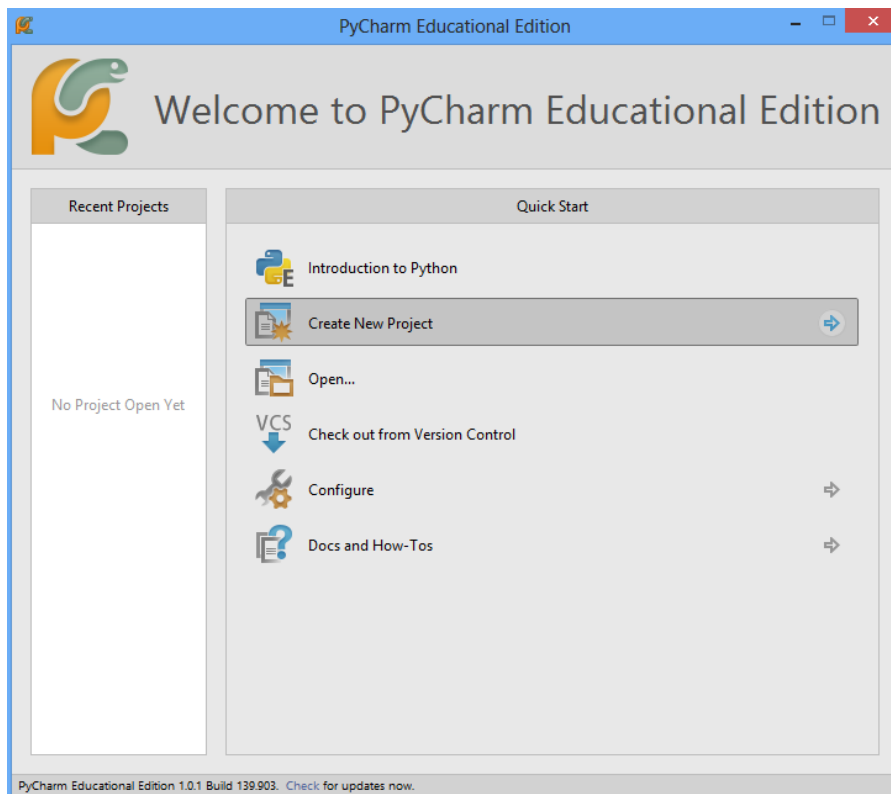 PyCharm Educational Edition
Welcome to PyCharm Educational Edition
Recent Projects
No Project Open Yet
Quick Start
Introduction to Python
Create New Project
Open...
VCS
Check out from Version Control
Configure
Docs and How-Tos
PyCharm Educational Edition 1.0.1 Build 139.903. Check for updates now.